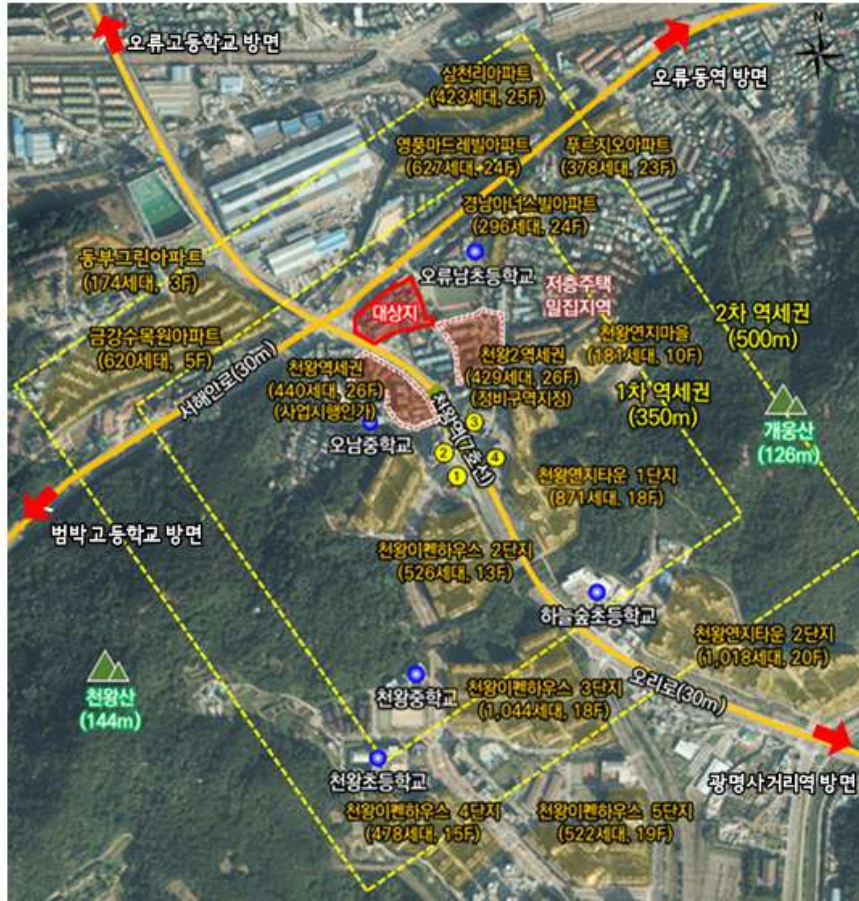 N
오류고등학교 방면
오류동역 방면
삼천리아파트
(423세대, 25F)
영풍마드레빌아파트
(627세대, 24F)
푸르지오아파트
(378세대, 23F)
경남아너스빌아파트
(296세대, 24F)
동부그린아파트
(174세대, 3F)
오류남초등학교
저층주택
밀집지역
대상지
2차 역세권
(500m)
금강수목원아파트
(620세대, 5F)
서해안로(30m)
천왕역세권
(440세대, 26F)
(사업시행인가)
천왕2역세권
(429세대, 26F)
(정비구역지정)
천왕연지마을
(181세대, 10F)
1차 역세권
(350m)
개웅산
(126m)
오남중학교
천왕역(7호선)
3
2
4
1
천왕연지타운 1단지
(871세대, 18F)
범박고등학교 방면
천왕이펜하우스 2단지
(526세대, 13F)
하늘숲초등학교
천왕연지타운 2단지
(1,018세대, 20F)
천왕산
(144m)
천왕중학교
천왕이펜하우스 3단지
(1,044세대, 18F)
오리로(30m)
천왕초등학교
광명사거리역 방면
천왕이펜하우스 4단지
(478세대, 15F)
천왕이펜하우스 5단지
(522세대, 19F)